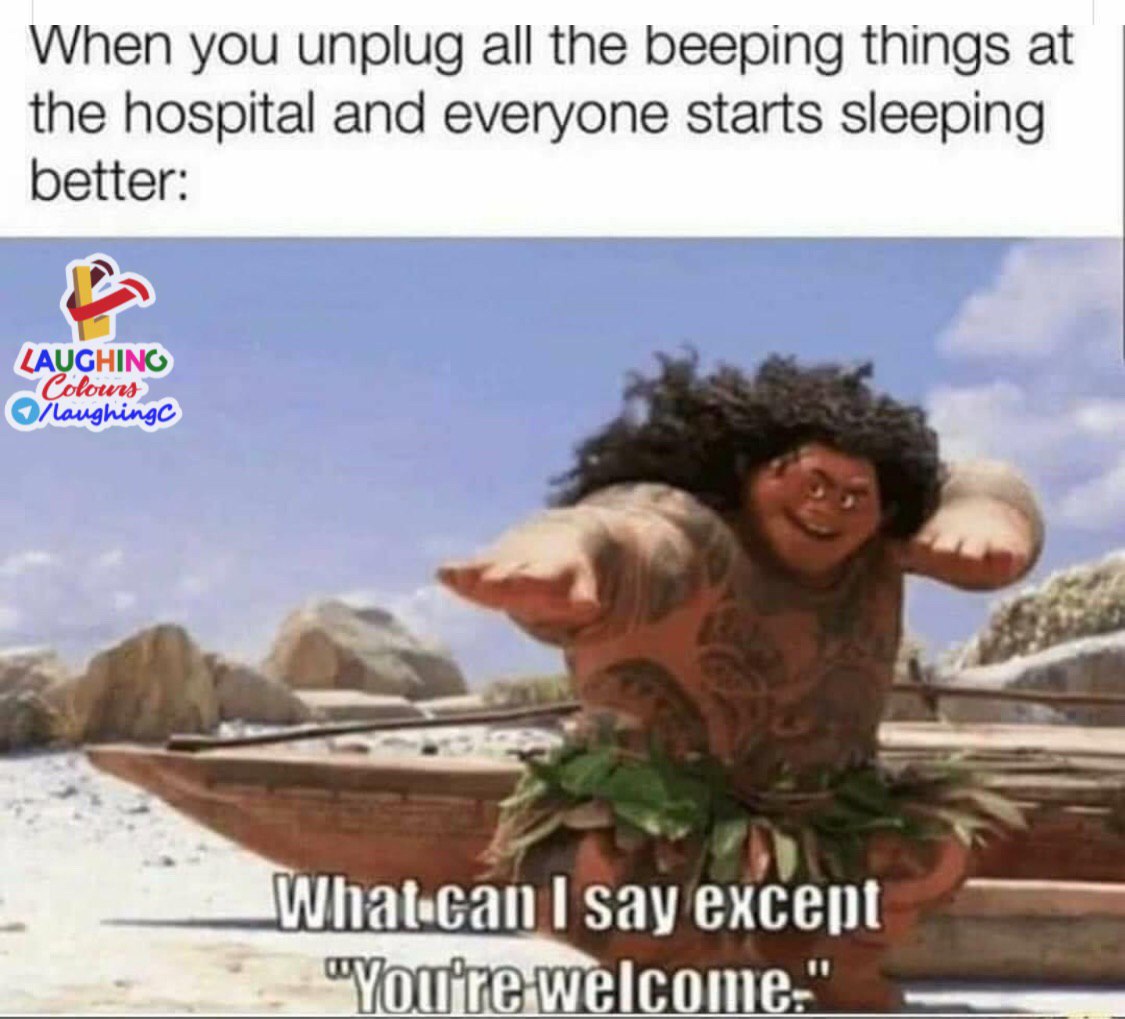 When you unplug all the beeping things at
the hospital and everyone starts sleeping
better:
LAUGHING
Colours
/laughingC
What can I say except
"You're welcome."